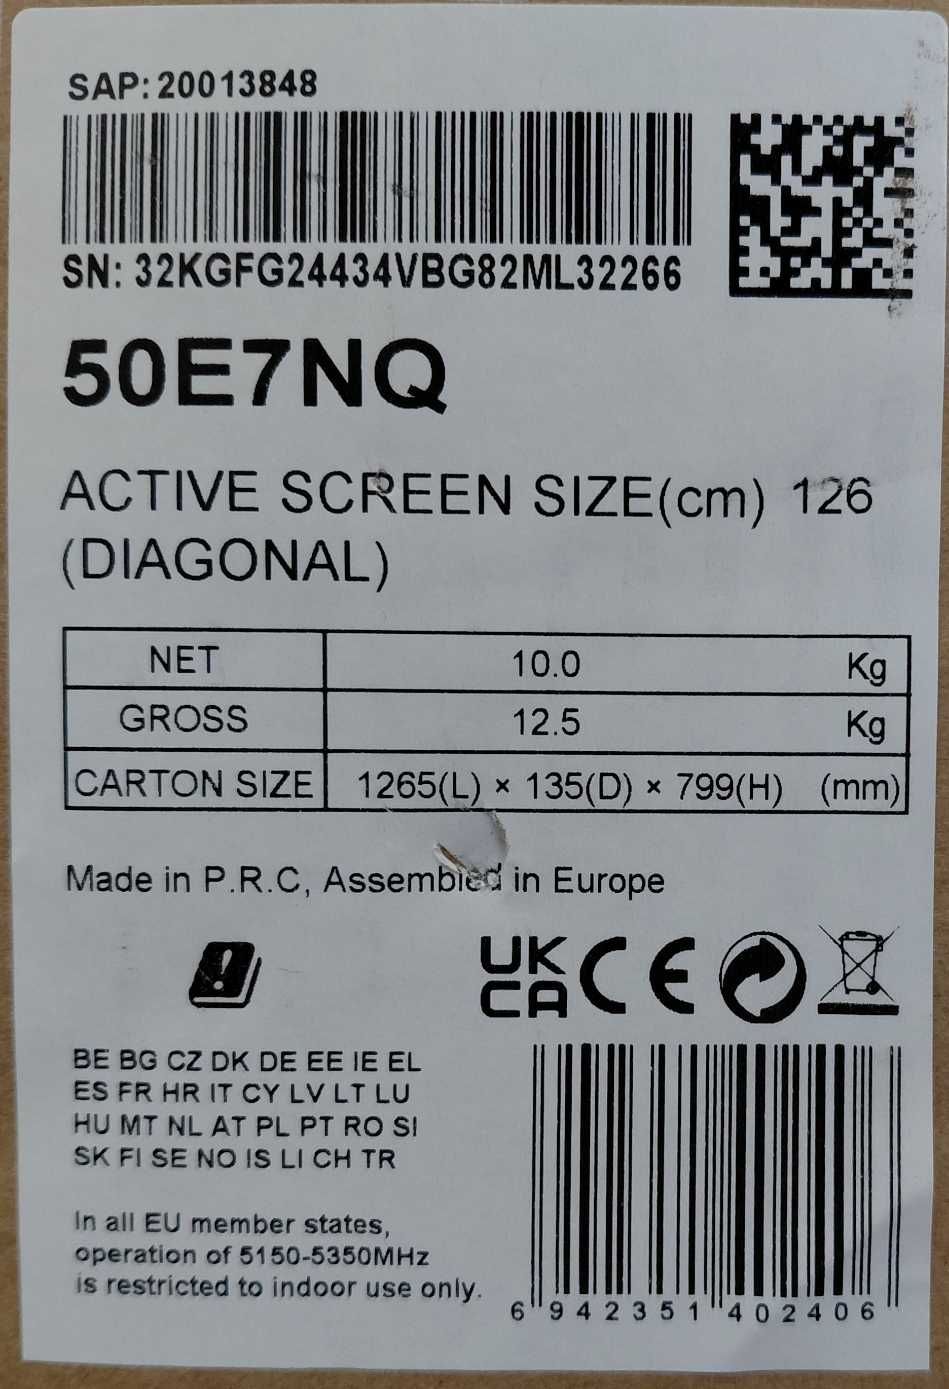 SAP: 20013848
SN: 32KGFG24434VBG82ML32266
50E7NQ
ACTIVE SCREEN SIZE(cm) 126
(DIAGONAL)
NET 10.0 Kg
GROSS 12.5 Kg
CARTON SIZE 1265(L) × 135(D) × 799(H) (mm)
Made in P.R.C, Assembled in Europe
UK
CA CE
BE BG CZ DK DE EE IE EL
ES FR HR IT CY LV LT LU
HU MT NL AT PL PT RO SI
SK FI SE NO IS LI CH TR
In all EU member states,
operation of 5150-5350MHz
is restricted to indoor use only.
6 942351 402406